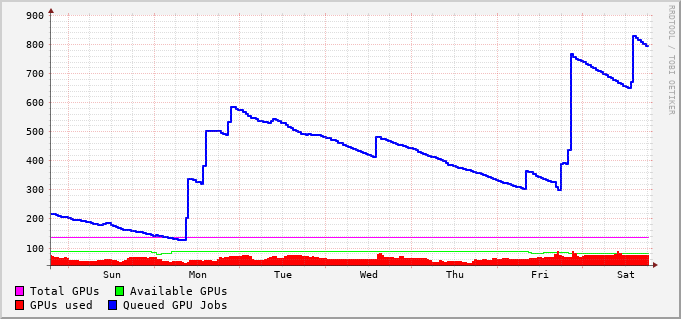 900
800
700
600
500
400
300
200
100
Sun Mon Tue Wed Thu Fri Sat
RRDTOOL / TOBI OETIKER
Total GPUs Available GPUs
GPUs used Queued GPU Jobs